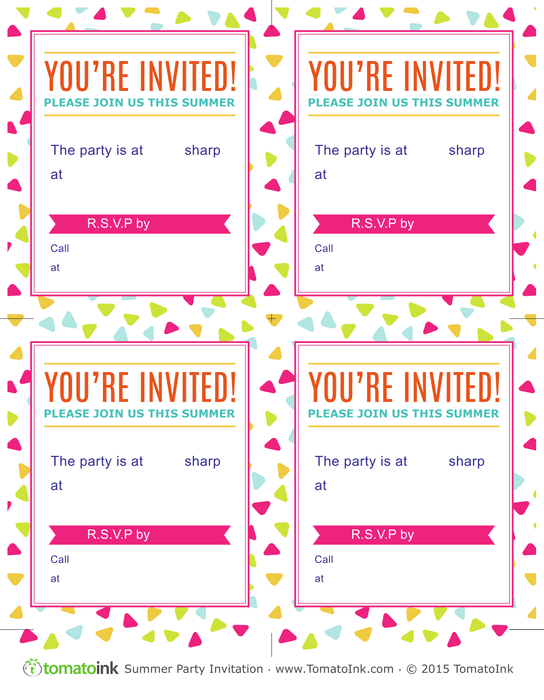 YOU'RE INVITED!
PLEASE JOIN US THIS SUMMER
The party is at sharp
at
R.S.V.P by
Call
at
YOU'RE INVITED!
PLEASE JOIN US THIS SUMMER
The party is at sharp
at
R.S.V.P by
Call
at
YOU'RE INVITED!
PLEASE JOIN US THIS SUMMER
The party is at sharp
at
R.S.V.P by
Call
at
YOU'RE INVITED!
PLEASE JOIN US THIS SUMMER
The party is at sharp
at
R.S.V.P by
Call
at
tomatoink Summer Party Invitation · www.TomatoInk.com · © 2015 TomatoInk